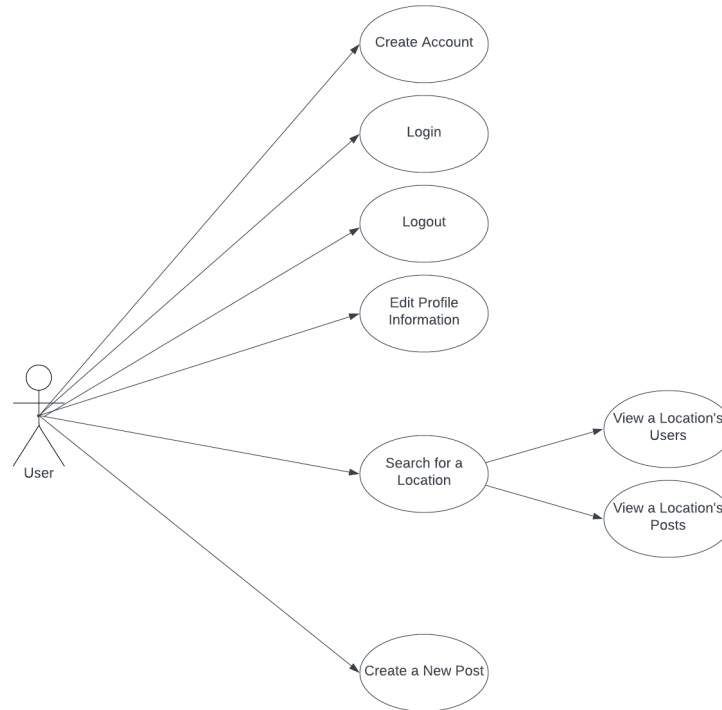 Create Account
Login
Logout
Edit Profile
Information
User
Search for a
Location
View a Location's
Users
View a Location's
Posts
Create a New Post